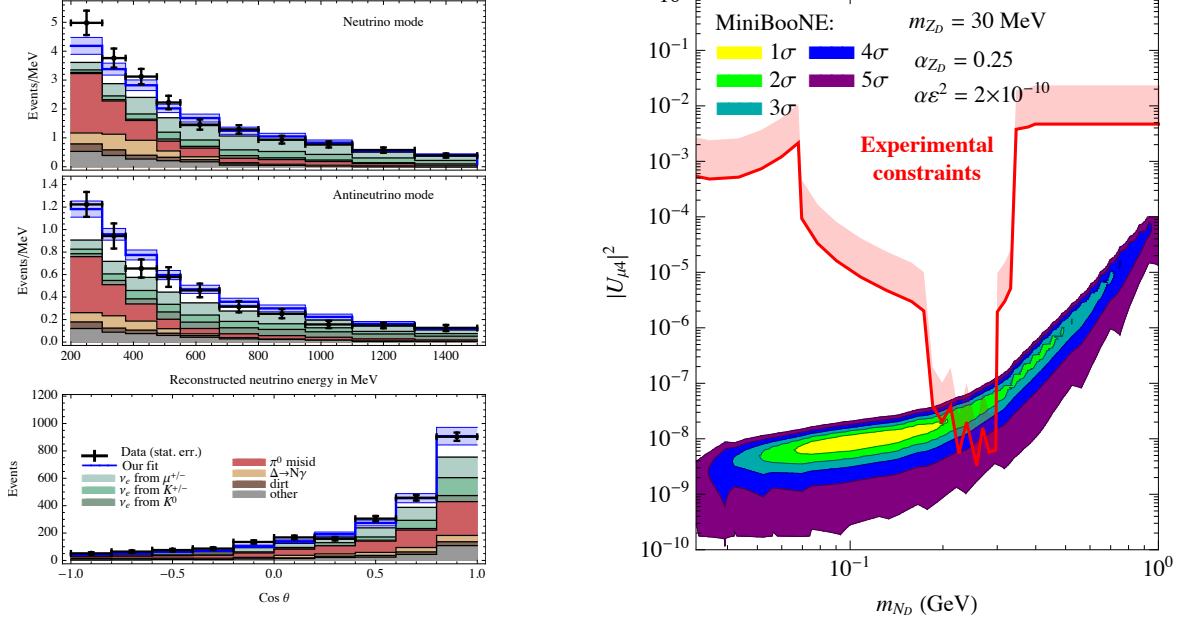 Neutrino mode
Events/MeV
5
4
3
2
1
0
Antineutrino mode
Events/MeV
1.4
1.2
1.0
0.8
0.6
0.4
0.2
0.0
200 400 600 800 1000 1200 1400
Reconstructed neutrino energy in MeV
Events
1200
1000
800
600
400
200
0
Data (stat. err.)
Our fit
νe from μ+/−
νe from K+/−
νe from K0
π0 misid
Δ→Nγ
dirt
other
−1.0 −0.5 0.0 0.5 1.0
Cos θ
MiniBooNE:
1σ 4σ
2σ 5σ
3σ
mZD = 30 MeV
αZD = 0.25
αε2 = 2×10−10
Experimental
constraints
|Uμ4|2
100
10−1
10−2
10−3
10−4
10−5
10−6
10−7
10−8
10−9
10−10
10−1 100
mND (GeV)